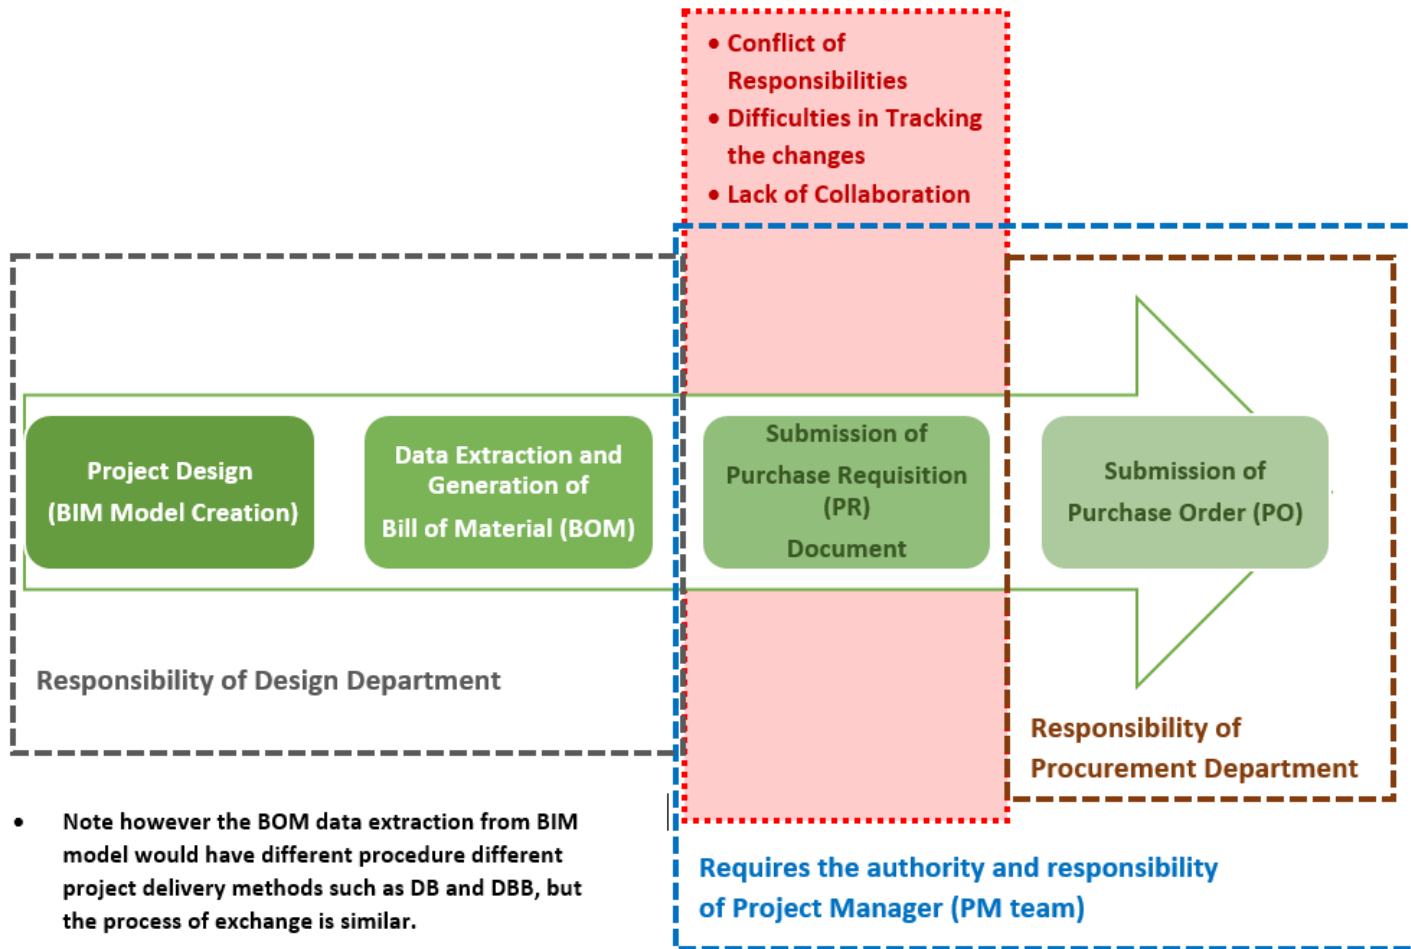 • Conflict of
Responsibilities
• Difficulties in Tracking
the changes
• Lack of Collaboration
Project Design
(BIM Model Creation)
Data Extraction and
Generation of
Bill of Material (BOM)
Submission of
Purchase Requisition
(PR)
Document
Submission of
Purchase Order (PO)
Responsibility of Design Department
Responsibility of
Procurement Department
• Note however the BOM data extraction from BIM
model would have different procedure different
project delivery methods such as DB and DBB, but
the process of exchange is similar.
Requires the authority and responsibility
of Project Manager (PM team)